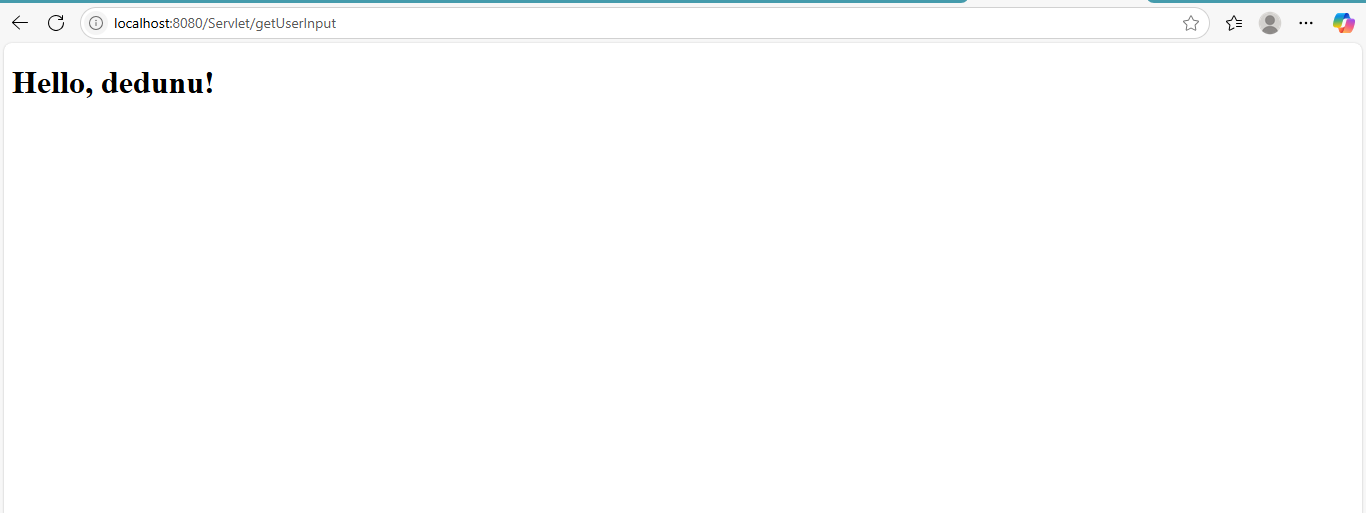 localhost:8080/Servlet/getUserInput
Hello, dedunu!